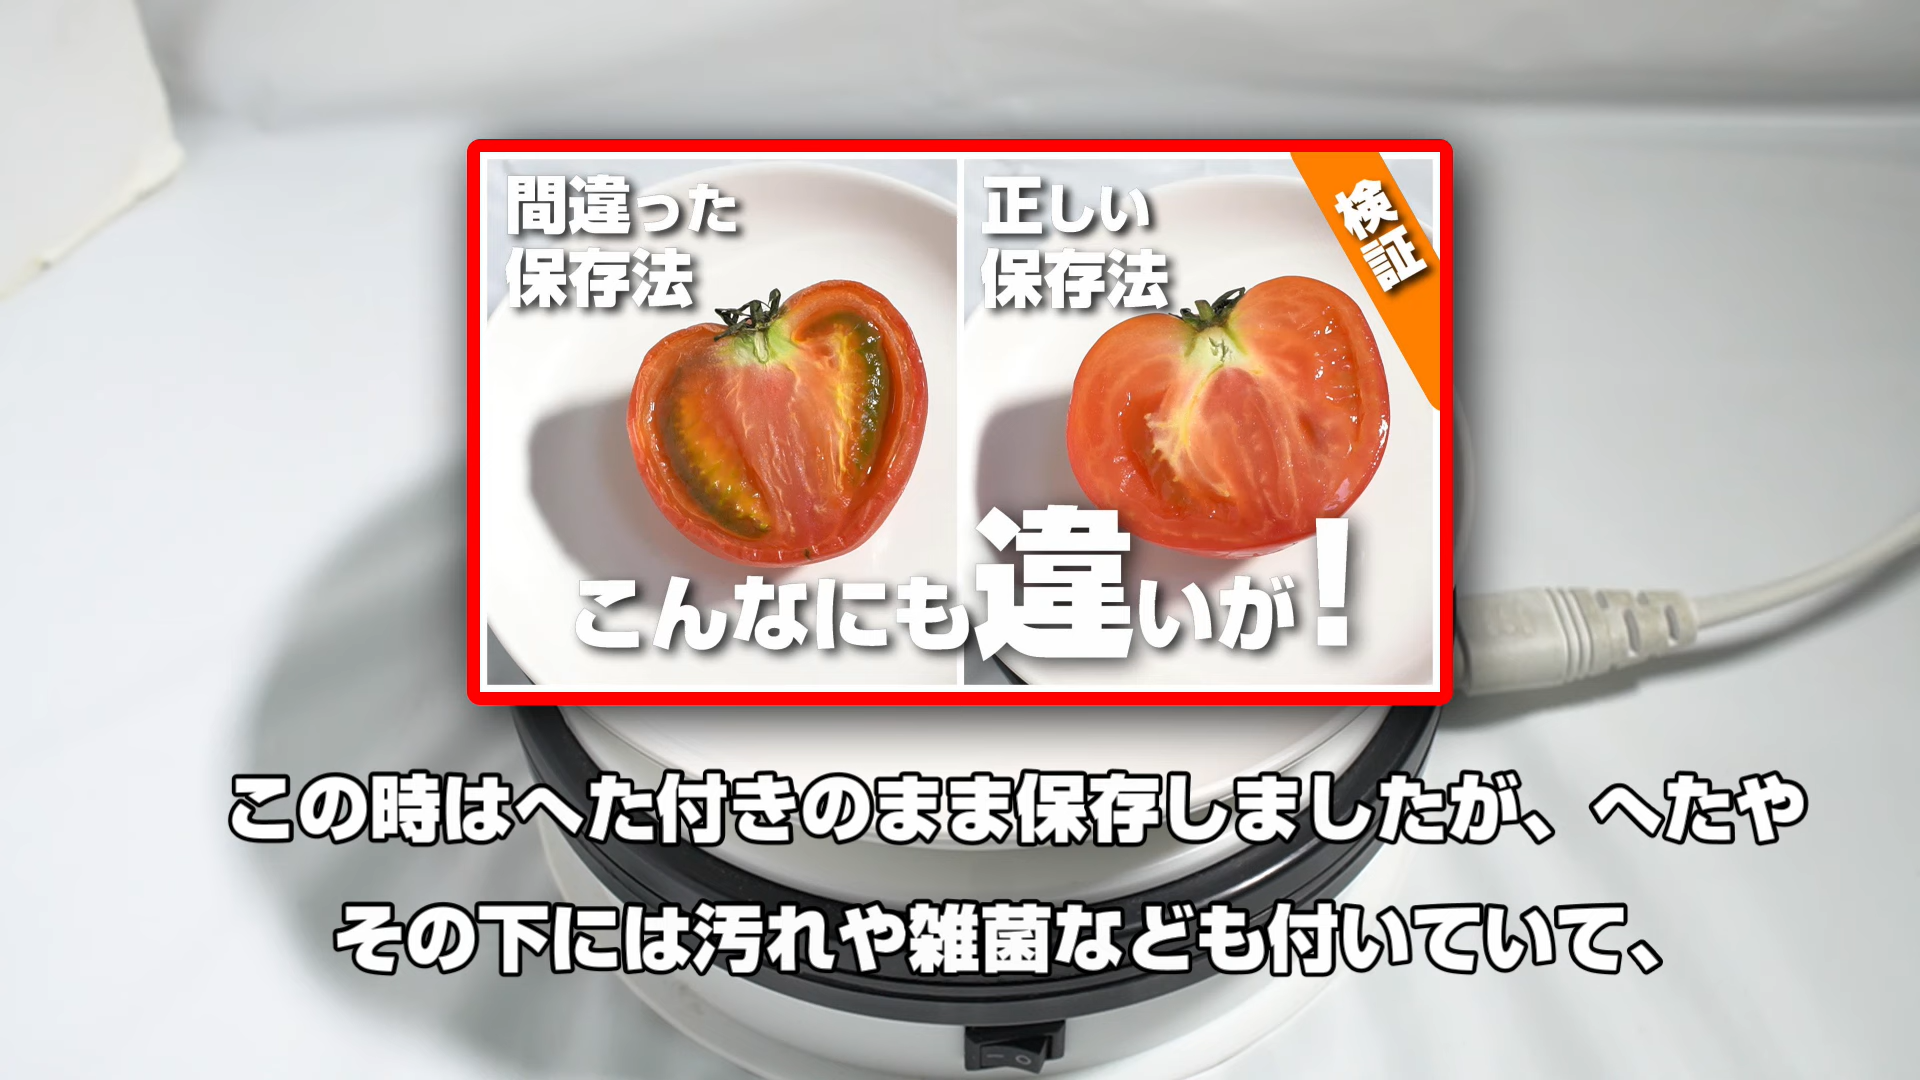 間違った
保存法
正しい
保存法
検証
こんなにも違いが!
この時はへた付きのまま保存しましたが、へたや
その下には汚れや雑菌なども付いていて、